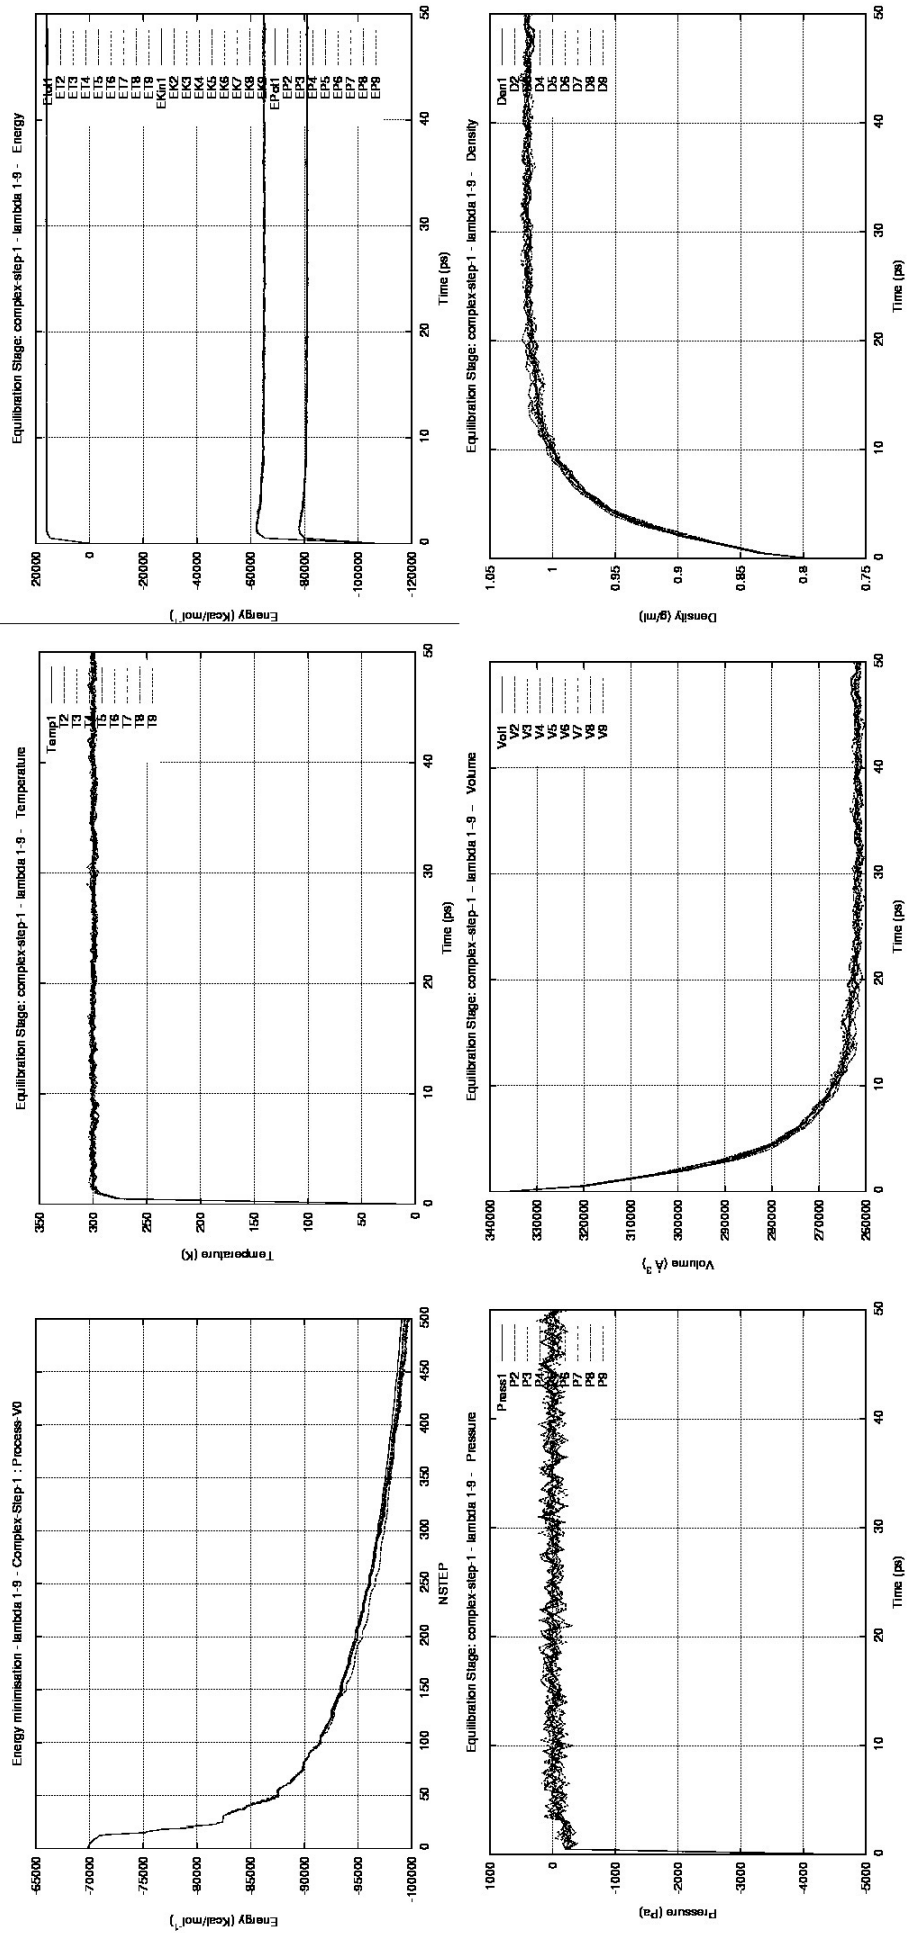 Energy minimisation - lambda 1-9 - Complex-Step-1 : Process-V0
Energy (Kcal/mol⁻¹)
-65000
-70000
-75000
-80000
-85000
-90000
-95000
-100000
0 50 100 150 200 250 300 350 400 450 500
NSTEP
Equilibration Stage: complex-step-1 - lambda 1-9 - Temperature
Temperature (K)
350
300
250
200
150
100
50
0
0 10 20 30 40 50
Time (ps)
Temp1
T2
T3
T4
T5
T6
T7
T8
T9
Equilibration Stage: complex-step-1 - lambda 1-9 - Energy
Energy (Kcal/mol⁻¹)
20000
0
-20000
-40000
-60000
-80000
-100000
-120000
0 10 20 30 40 50
Time (ps)
Etot1
ET2
ET3
ET4
ET5
ET6
ET7
ET8
ET9
EKin1
EK2
EK3
EK4
EK5
EK6
EK7
EK8
EK9
EPot1
EP2
EP3
EP4
EP5
EP6
EP7
EP8
EP9
Equilibration Stage: complex-step-1 - lambda 1-9 - Pressure
Pressure (Pa)
1000
0
-1000
-2000
-3000
-4000
-5000
0 10 20 30 40 50
Time (ps)
Press1
P2
P3
P4
P5
P6
P7
P8
P9
Equilibration Stage: complex-step-1 - lambda 1-9 - Volume
Volume (Å³)
340000
330000
320000
310000
300000
290000
280000
270000
260000
0 10 20 30 40 50
Time (ps)
Vol1
V2
V3
V4
V5
V6
V7
V8
V9
Equilibration Stage: complex-step-1 - lambda 1-9 - Density
Density (g/ml)
1.05
1
0.95
0.9
0.85
0.8
0.75
0 10 20 30 40 50
Time (ps)
Den1
D2
D3
D4
D5
D6
D7
D8
D9